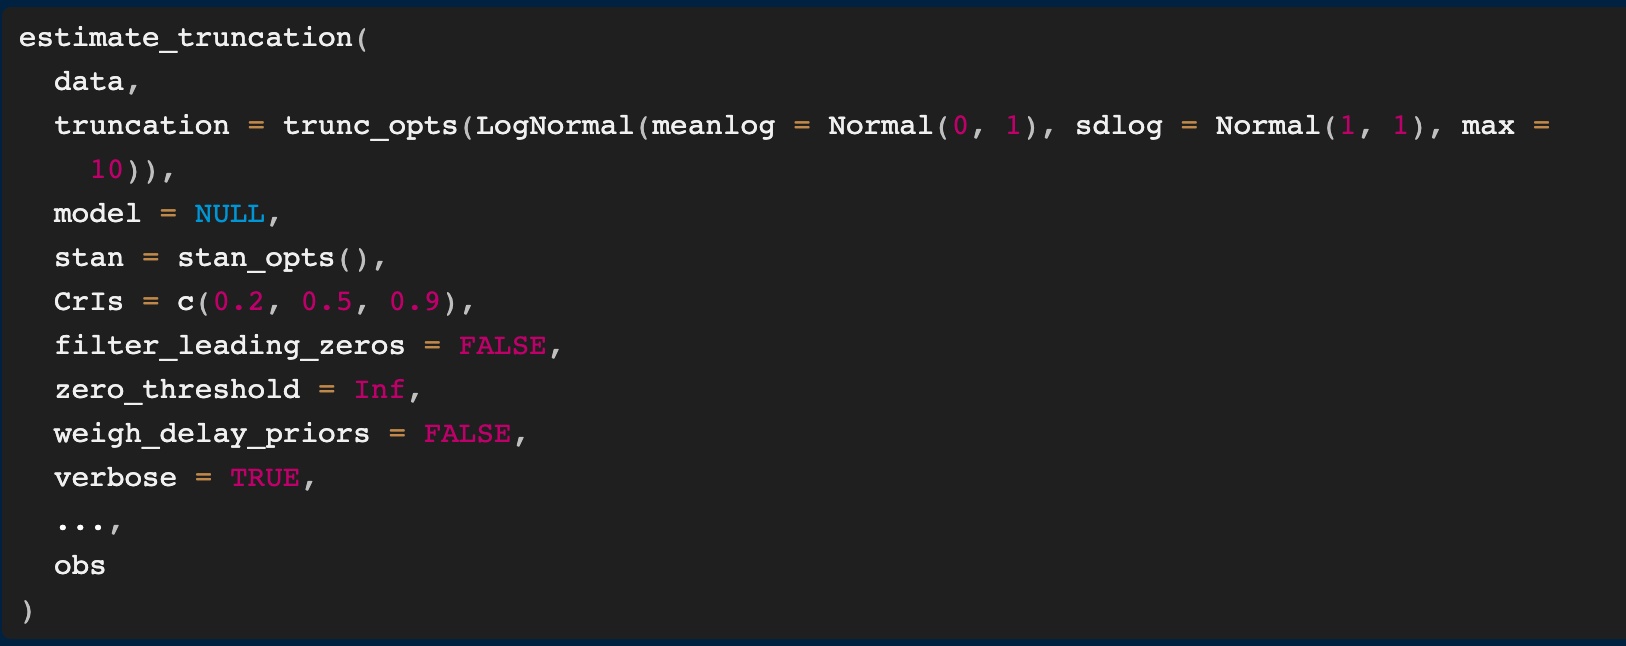 estimate_truncation(
  data,
  truncation = trunc_opts(LogNormal(meanlog = Normal(0, 1), sdlog = Normal(1, 1), max =
    10)),
  model = NULL,
  stan = stan_opts(),
  CrIs = c(0.2, 0.5, 0.9),
  filter_leading_zeros = FALSE,
  zero_threshold = Inf,
  weigh_delay_priors = FALSE,
  verbose = TRUE,
  ...,
  obs
)